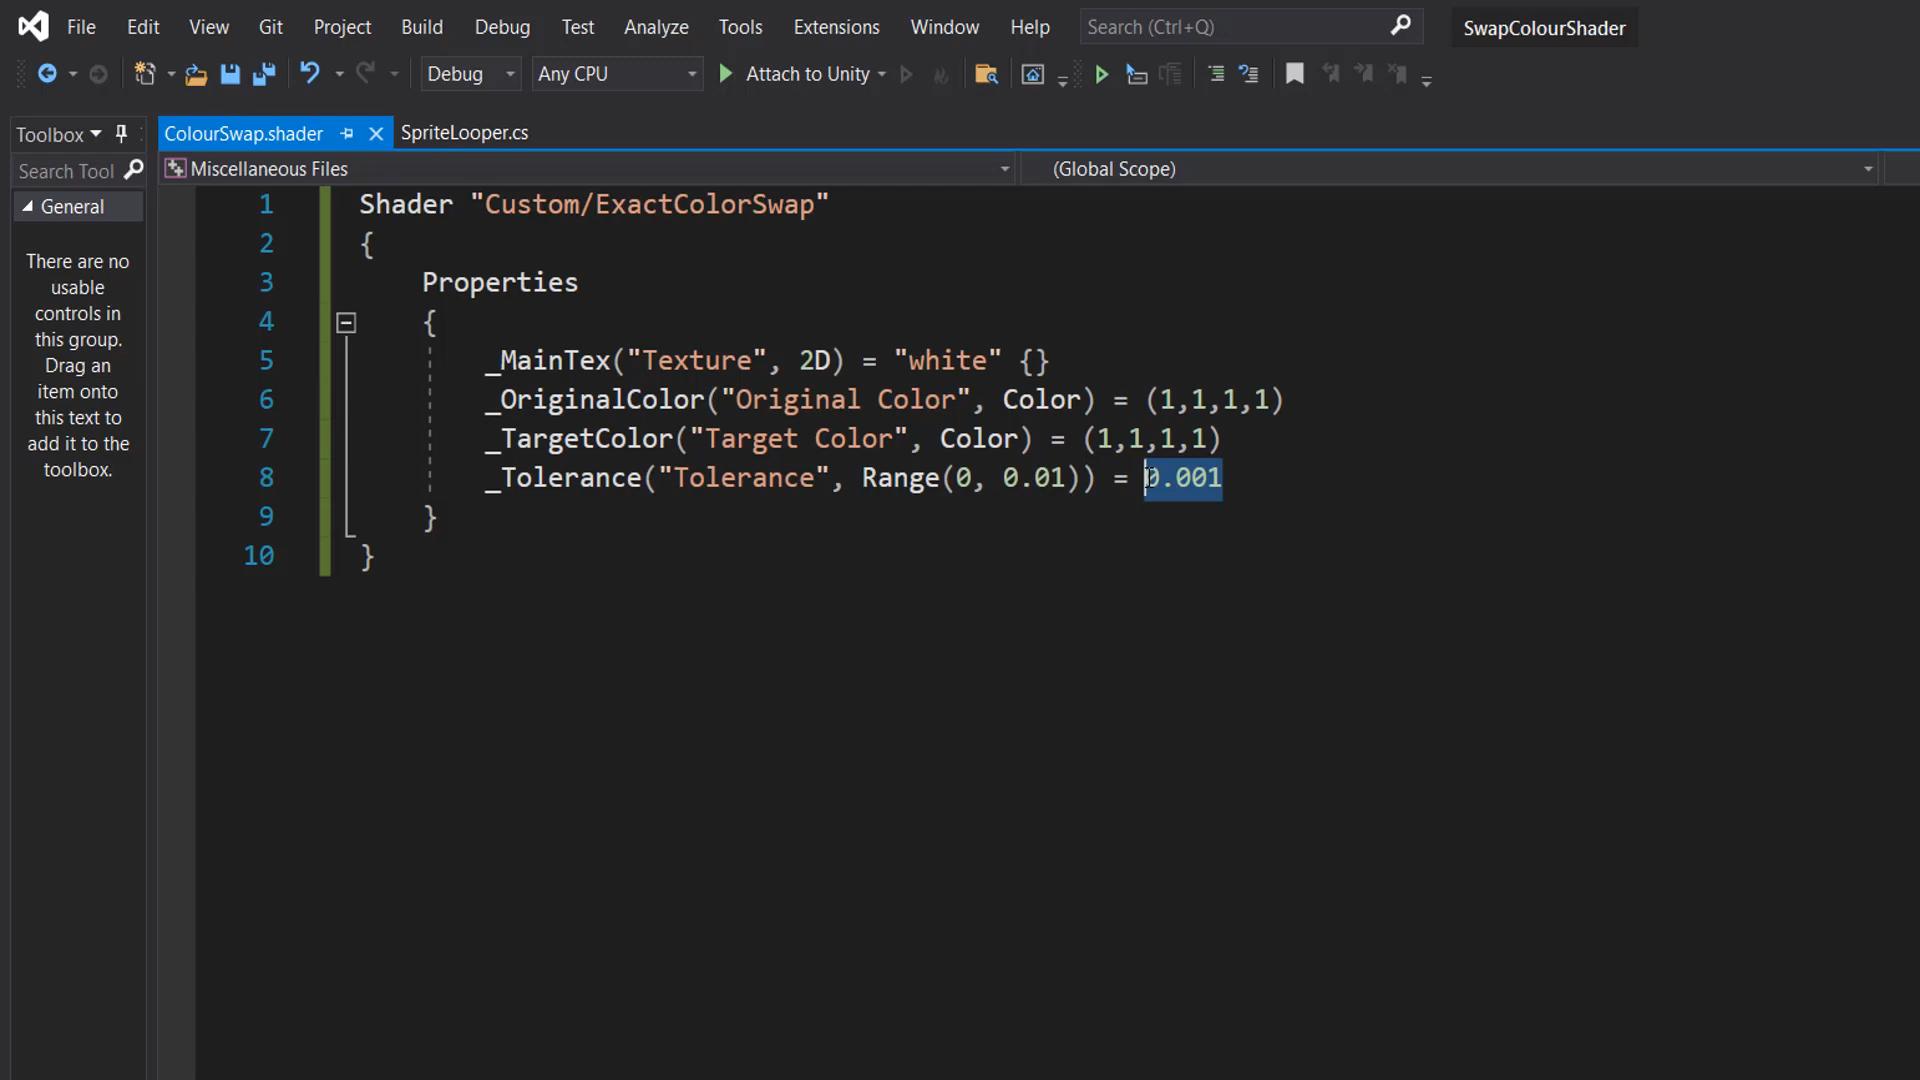 File Edit View Git Project Build Debug Test Analyze Tools Extensions Window Help Search (Ctrl+Q) SwapColourShader
Debug Any CPU Attach to Unity
Toolbox ColourSwap.shader SpriteLooper.cs
Search Tool Miscellaneous Files (Global Scope)
General
There are no
usable
controls in
this group.
Drag an
item onto
this text to
add it to the
toolbox.
1 Shader "Custom/ExactColorSwap"
2 {
3 Properties
4 {
5 _MainTex("Texture", 2D) = "white" {}
6 _OriginalColor("Original Color", Color) = (1,1,1,1)
7 _TargetColor("Target Color", Color) = (1,1,1,1)
8 _Tolerance("Tolerance", Range(0, 0.01)) = 0.001
9 }
10 }